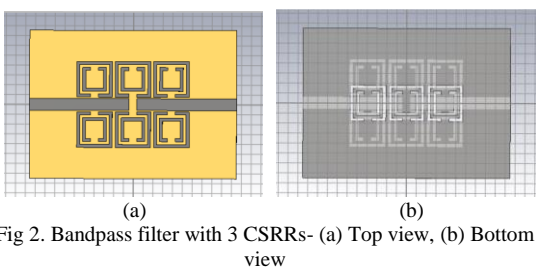 (a) (b)
Fig 2. Bandpass filter with 3 CSRRs- (a) Top view, (b) Bottom
view